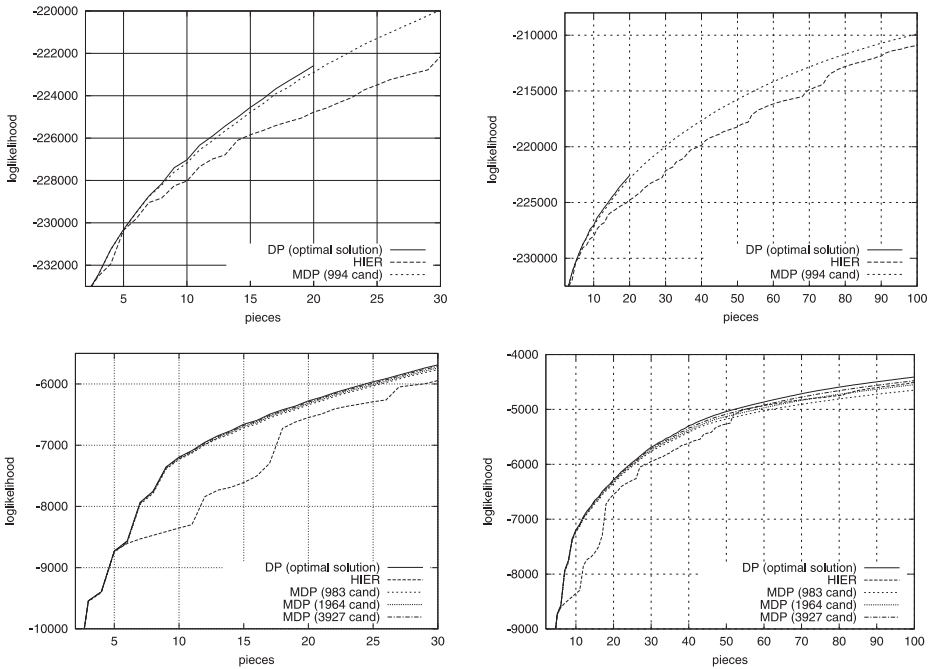 -220000
-222000
-224000
-226000
-228000
-230000
-232000
loglikelihood
DP (optimal solution)
HIER
MDP (994 cand)
5 10 15 20 25 30
pieces
-210000
-215000
-220000
-225000
-230000
loglikelihood
DP (optimal solution)
HIER
MDP (994 cand)
10 20 30 40 50 60 70 80 90 100
pieces
-6000
-7000
-8000
-9000
-10000
loglikelihood
DP (optimal solution)
HIER
MDP (983 cand)
MDP (1964 cand)
MDP (3927 cand)
5 10 15 20 25 30
pieces
-4000
-5000
-6000
-7000
-8000
-9000
loglikelihood
DP (optimal solution)
HIER
MDP (983 cand)
MDP (1964 cand)
MDP (3927 cand)
10 20 30 40 50 60 70 80 90 100
pieces